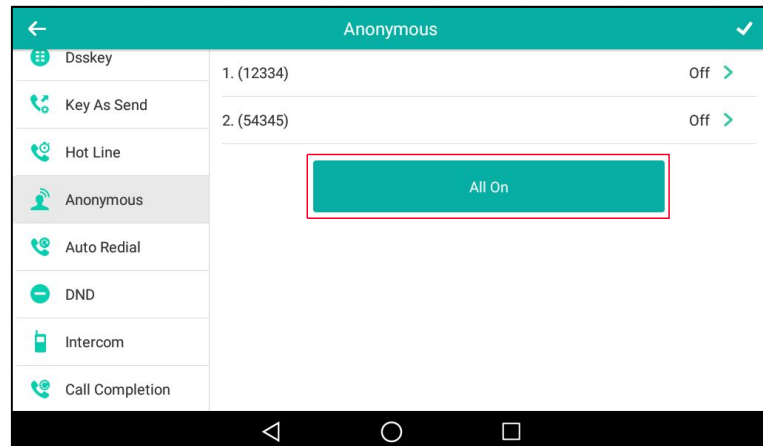 Anonymous
Dsskey
Key As Send
Hot Line
Anonymous
Auto Redial
DND
Intercom
Call Completion
1. (12334) Off
2. (54345) Off
All On